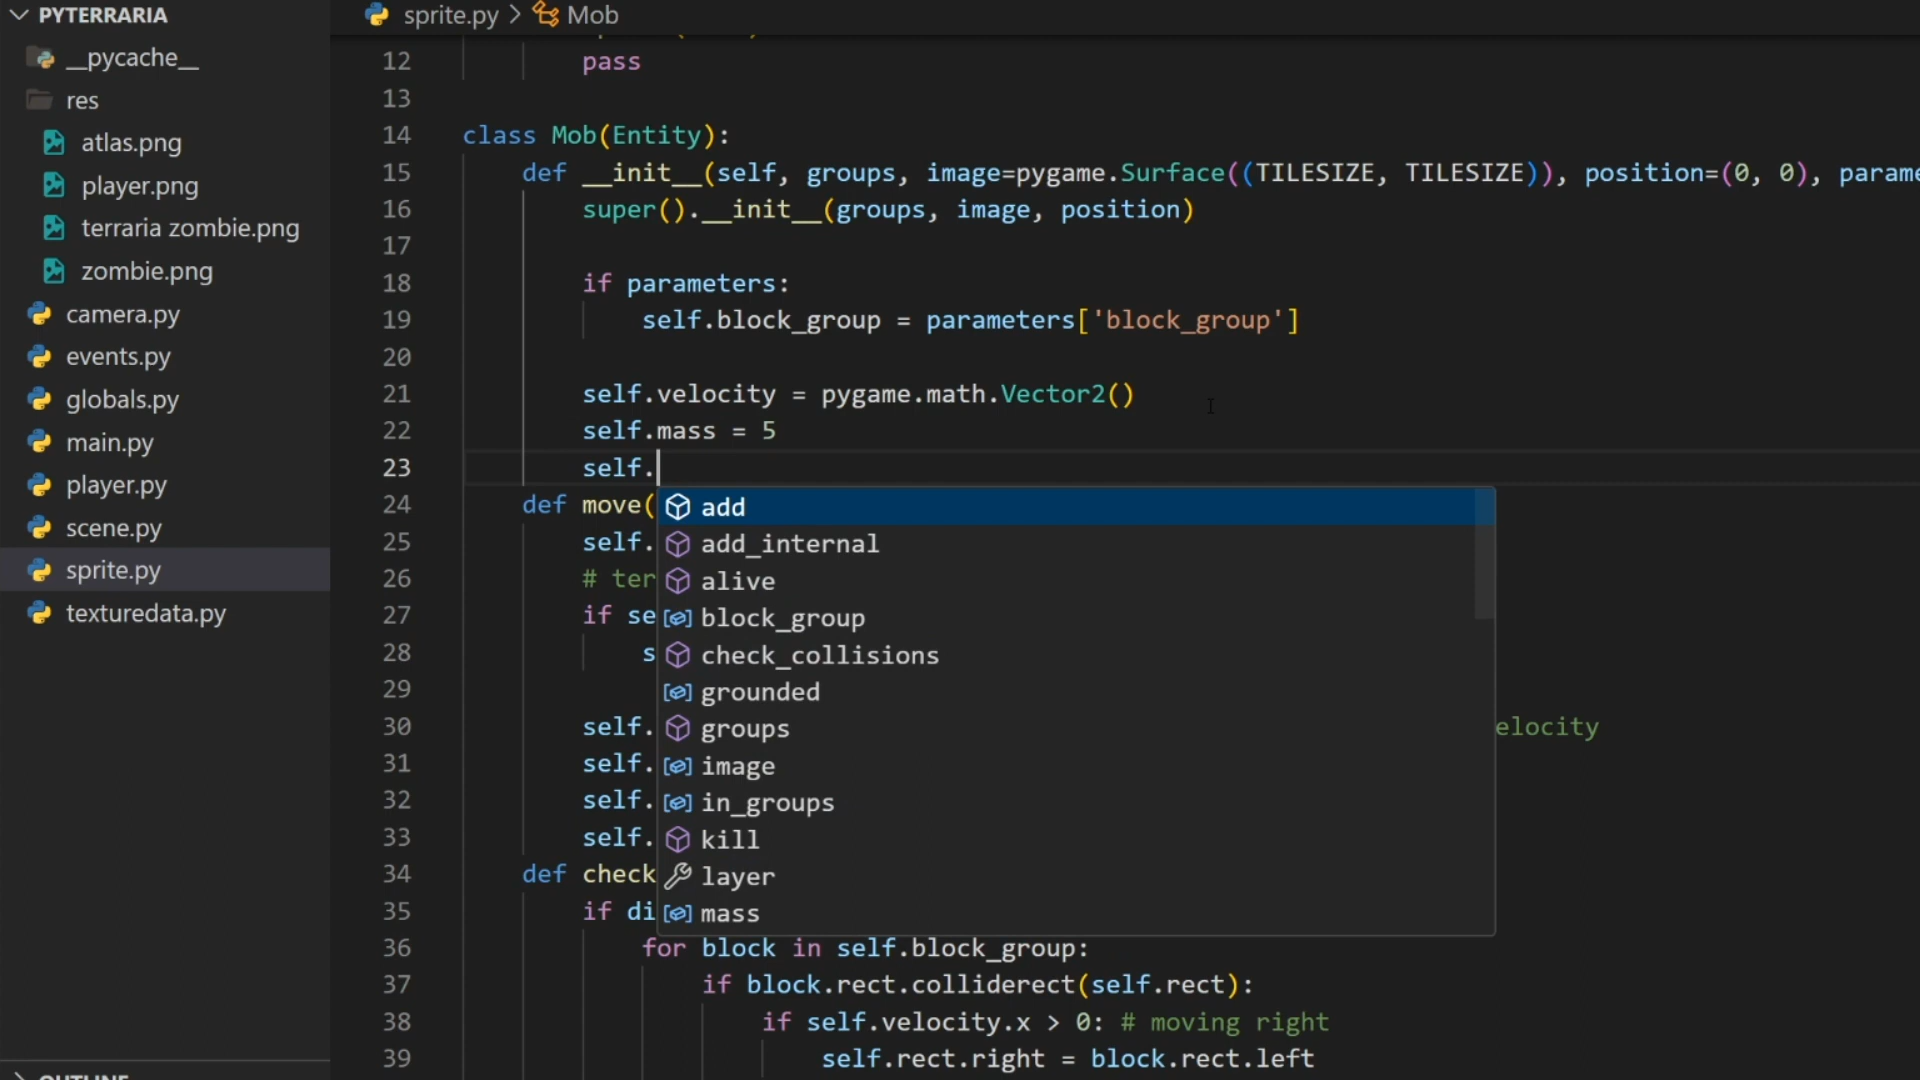 PYTERRARIA
__pycache__
res
atlas.png
player.png
terraria zombie.png
zombie.png
camera.py
events.py
globals.py
main.py
player.py
scene.py
sprite.py
texturedata.py
OUTLINE
sprite.py > Mob
12 pass
13
14 class Mob(Entity):
15 def __init__(self, groups, image=pygame.Surface((TILESIZE, TILESIZE)), position=(0, 0), parame
16 super().__init__(groups, image, position)
17
18 if parameters:
19 self.block_group = parameters['block_group']
20
21 self.velocity = pygame.math.Vector2()
22 self.mass = 5
23 self.
24 def move(
25 self.
26 # ter
27 if se
28 s
29
30 self. elocity
31 self.
32 self.
33 self.
34 def check
35 if di
add
add_internal
alive
block_group
check_collisions
grounded
groups
image
in_groups
kill
layer
mass
36 for block in self.block_group:
37 if block.rect.colliderect(self.rect):
38 if self.velocity.x > 0: # moving right
39 self.rect.right = block.rect.left